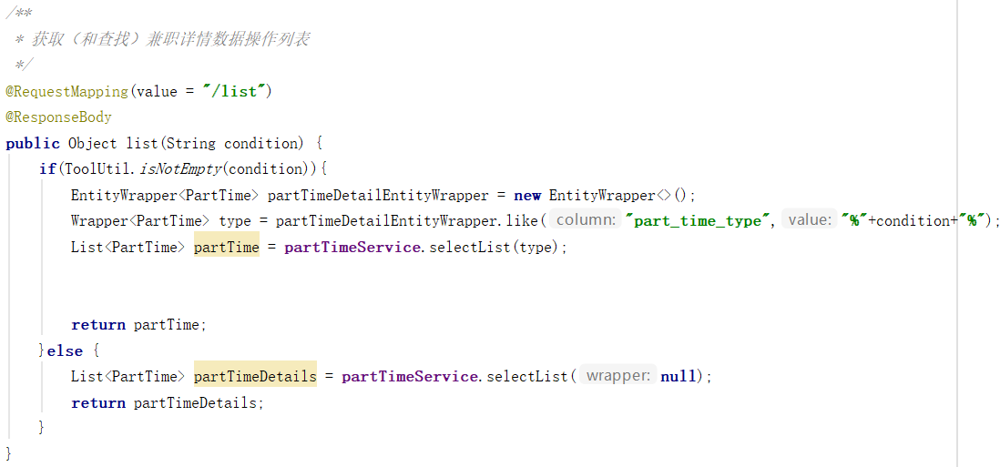 /**
 * 获取（和查找）兼职详情数据操作列表
 */
@RequestMapping(value = "/list")
@ResponseBody
public Object list(String condition) {
    if(ToolUtil.isNotEmpty(condition)){
        EntityWrapper<PartTime> partTimeDetailEntityWrapper = new EntityWrapper<>();
        Wrapper<PartTime> type = partTimeDetailEntityWrapper.like( column: "part_time_type", value: "%"+condition+"%");
        List<PartTime> partTime = partTimeService.selectList(type);
        return partTime;
    }else {
        List<PartTime> partTimeDetails = partTimeService.selectList( wrapper: null);
        return partTimeDetails;
    }
}